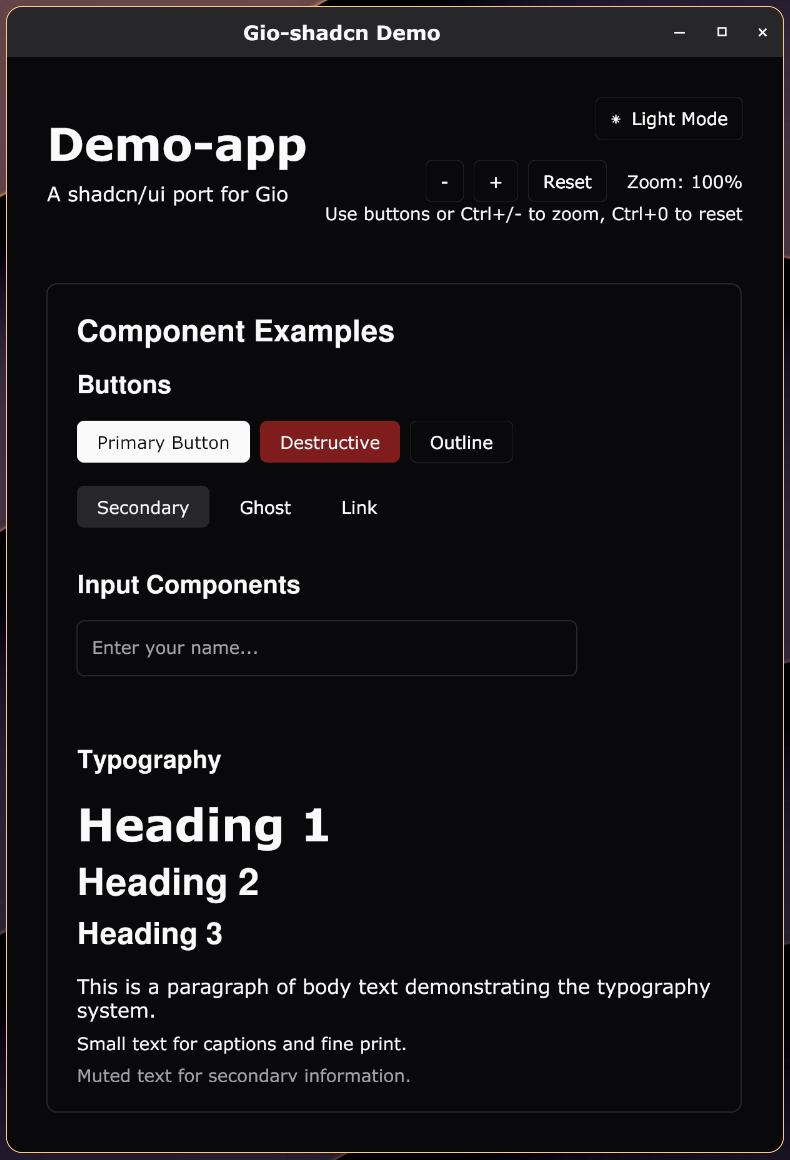 Gio-shadcn Demo
Demo-app
A shadcn/ui port for Gio
Light Mode
- + Reset Zoom: 100%
Use buttons or Ctrl+/- to zoom, Ctrl+0 to reset
Component Examples
Buttons
Primary Button Destructive Outline
Secondary Ghost Link
Input Components
Enter your name...
Typography
Heading 1
Heading 2
Heading 3
This is a paragraph of body text demonstrating the typography
system.
Small text for captions and fine print.
Muted text for secondary information.